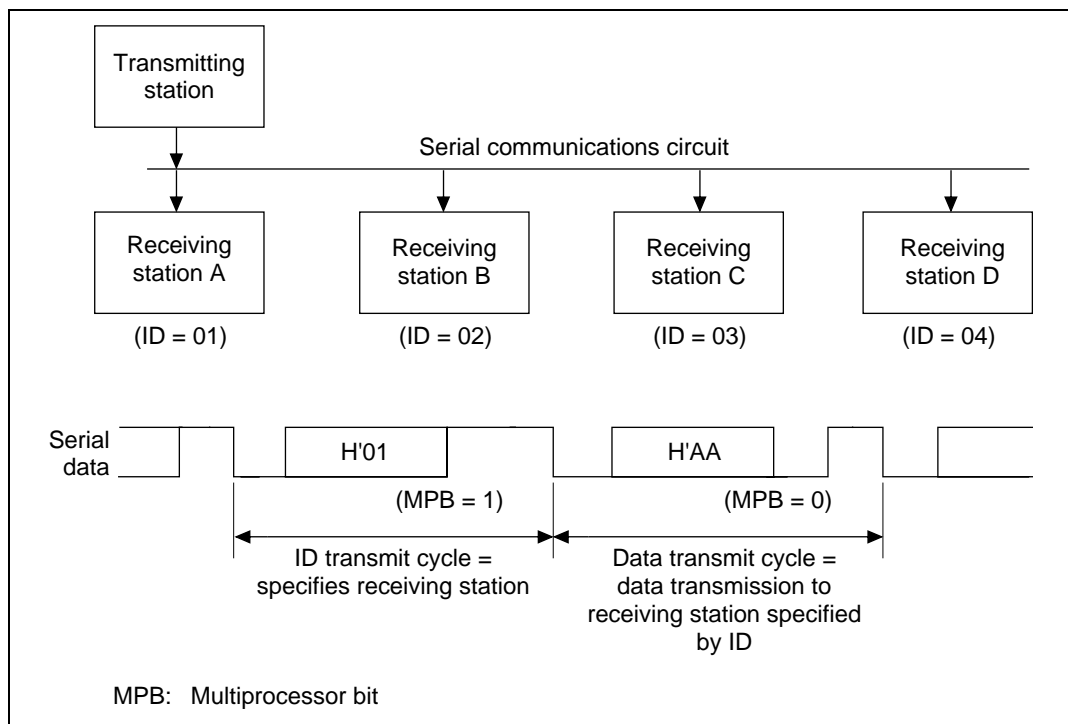 Transmitting
station
Serial communications circuit
Receiving
station A
Receiving
station B
Receiving
station C
Receiving
station D
(ID = 01)
(ID = 02)
(ID = 03)
(ID = 04)
Serial
data
H'01
H'AA
(MPB = 1)
(MPB = 0)
ID transmit cycle =
specifies receiving station
Data transmit cycle =
data transmission to
receiving station specified
by ID
MPB: Multiprocessor bit